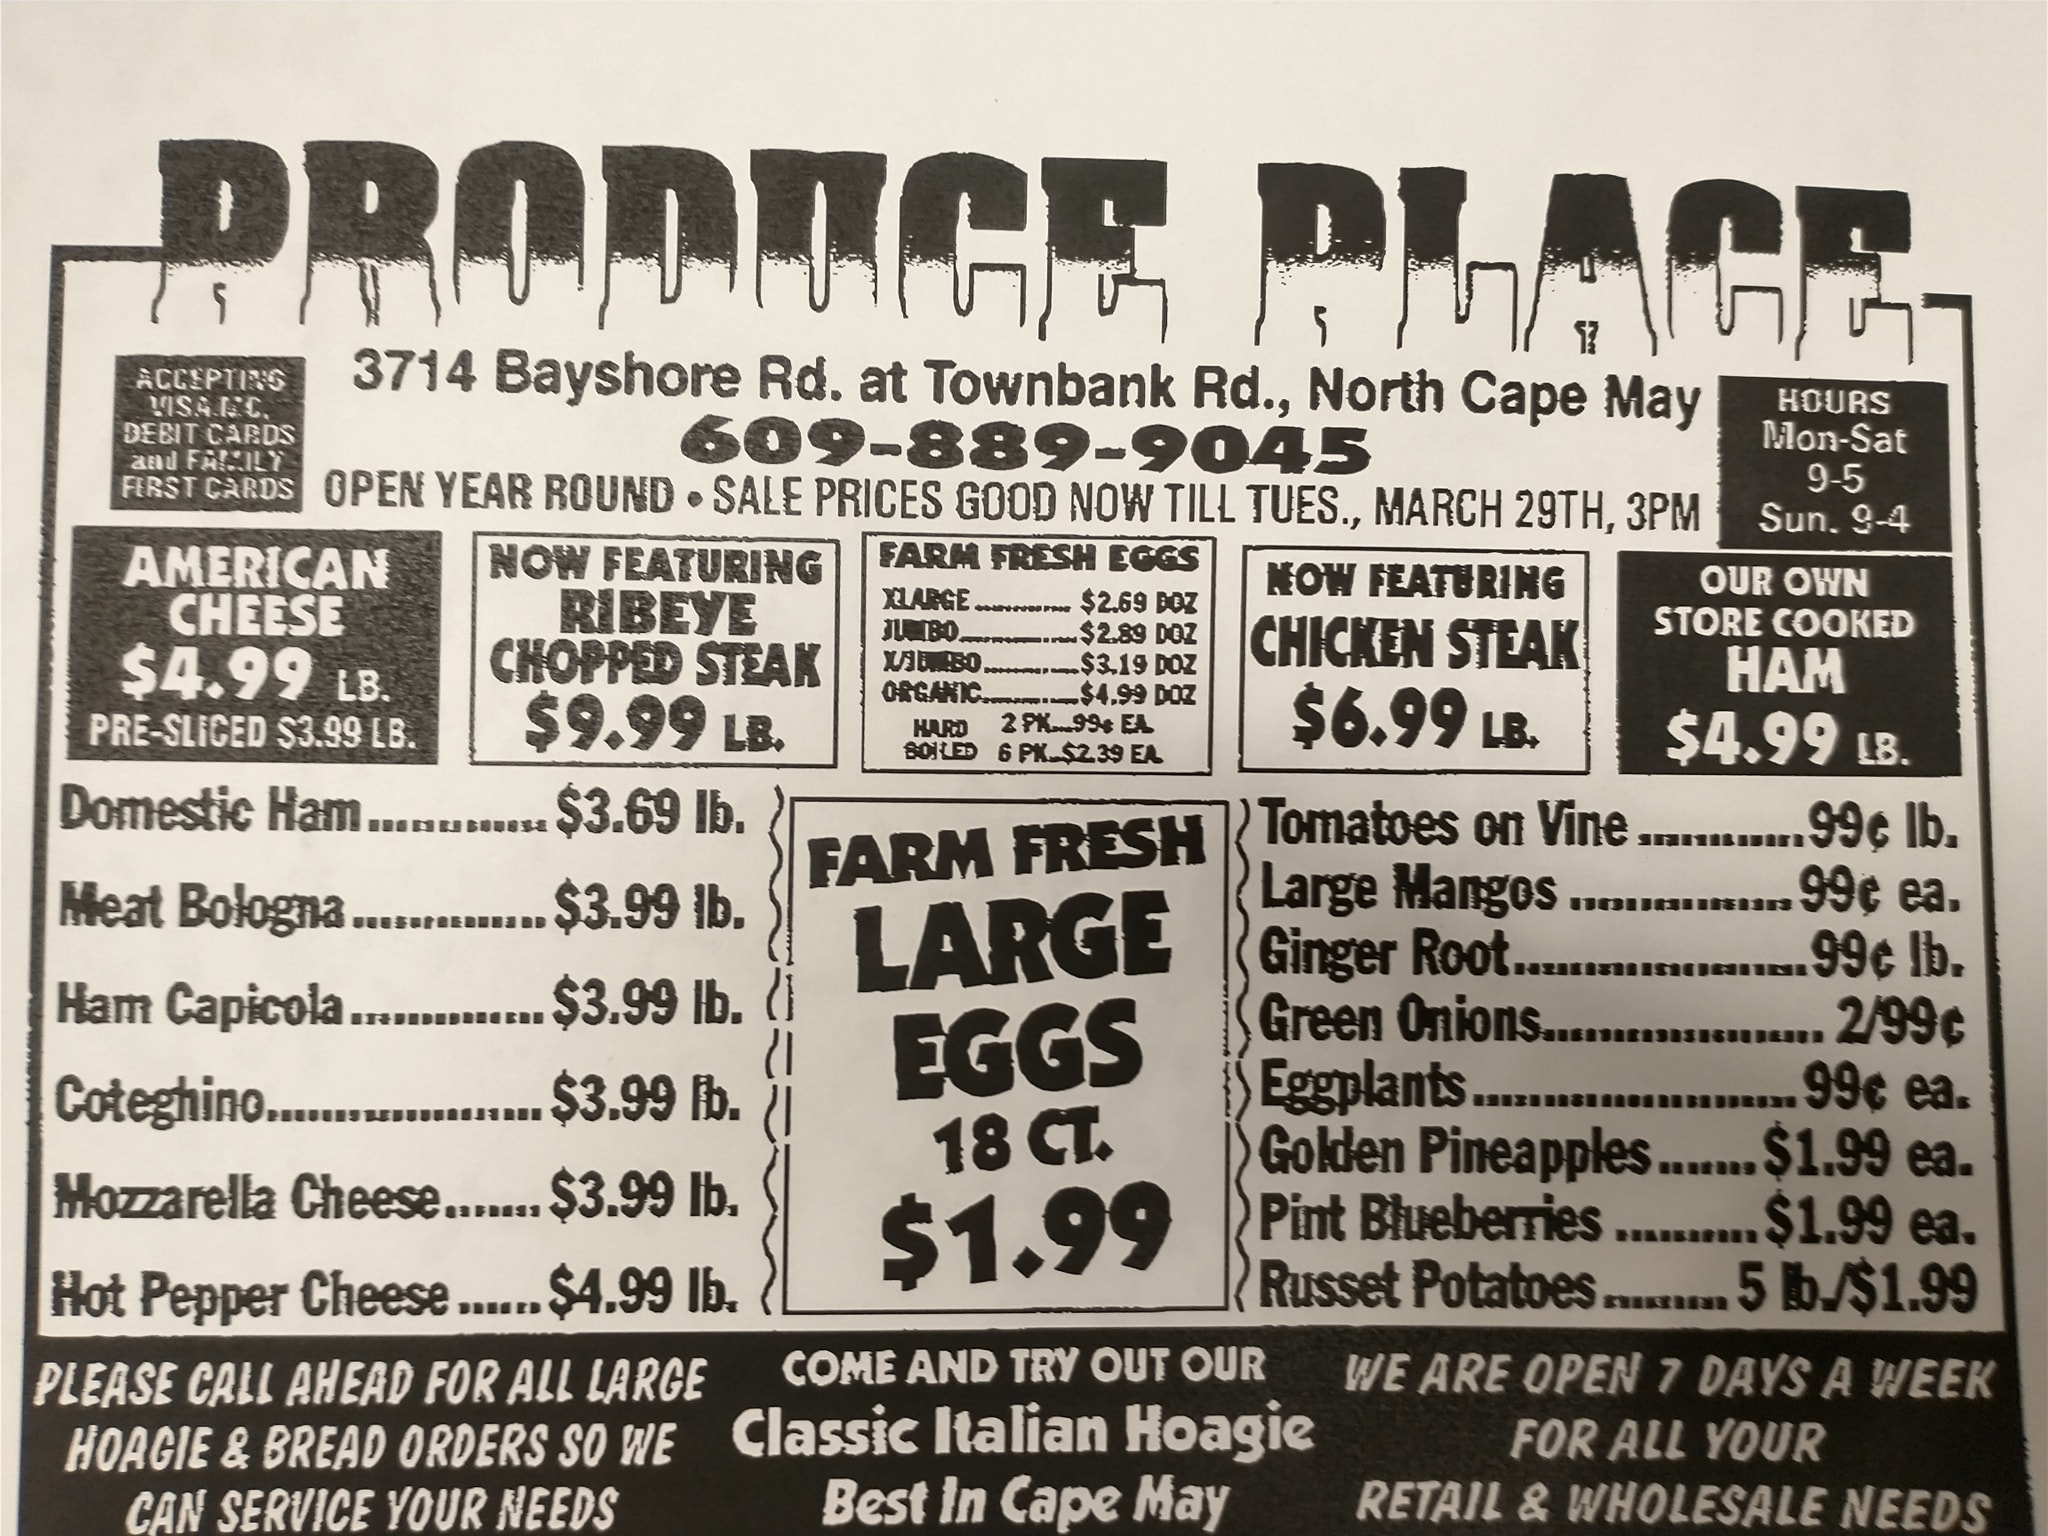 PRODUCE PLACE
ACCEPTING
VISA, M.C.
DEBIT CARDS
and FAMILY
FIRST CARDS
3714 Bayshore Rd. at Townbank Rd., North Cape May
609-889-9045
OPEN YEAR ROUND • SALE PRICES GOOD NOW TILL TUES., MARCH 29TH, 3PM
HOURS
Mon-Sat
9-5
Sun. 9-4
AMERICAN
CHEESE
$4.99 LB.
PRE-SLICED $3.99 LB.
NOW FEATURING
RIBEYE
CHOPPED STEAK
$9.99 LB.
FARM FRESH EGGS
XLARGE............... $2.69 DOZ
JUMBO..................$2.89 DOZ
X/JUMBO...............$3.19 DOZ
ORGANIC...............$4.99 DOZ
HARD 2 PK....99¢ EA.
BOILED 6 PK...$2.39 EA.
NOW FEATURING
CHICKEN STEAK
$6.99 LB.
OUR OWN
STORE COOKED
HAM
$4.99 LB.
Domestic Ham.................. $3.69 lb.
Meat Bologna.................. $3.99 lb.
Ham Capicola.................. $3.99 lb.
Coteghino......................... $3.99 lb.
Mozzarella Cheese......... $3.99 lb.
Hot Pepper Cheese........ $4.99 lb.
FARM FRESH
LARGE
EGGS
18 CT.
$1.99
Tomatoes on Vine ...............99¢ lb.
Large Mangos .....................99¢ ea.
Ginger Root...........................99¢ lb.
Green Onions.......................... 2/99¢
Eggplants..............................99¢ ea.
Golden Pineapples........$1.99 ea.
Pint Blueberries .............$1.99 ea.
Russet Potatoes............ 5 lb./$1.99
PLEASE CALL AHEAD FOR ALL LARGE
HOAGIE & BREAD ORDERS SO WE
CAN SERVICE YOUR NEEDS
COME AND TRY OUT OUR
Classic Italian Hoagie
Best In Cape May
WE ARE OPEN 7 DAYS A WEEK
FOR ALL YOUR
RETAIL & WHOLESALE NEEDS